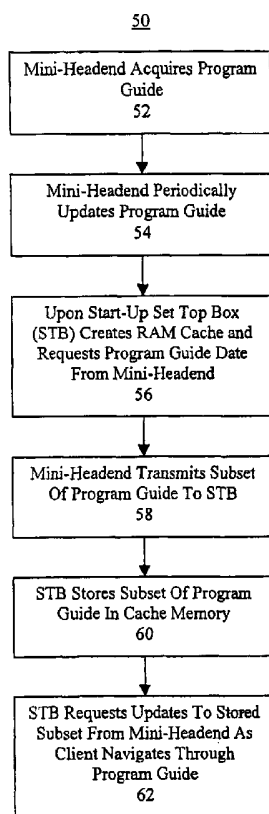 50
Mini-Headend Acquires Program
Guide
52
Mini-Headend Periodically
Updates Program Guide
54
Upon Start-Up Set Top Box
(STB) Creates RAM Cache and
Requests Program Guide Date
From Mini-Headend
56
Mini-Headend Transmits Subset
Of Program Guide To STB
58
STB Stores Subset Of Program
Guide In Cache Memory
60
STB Requests Updates To Stored
Subset From Mini-Headend As
Client Navigates Through
Program Guide
62